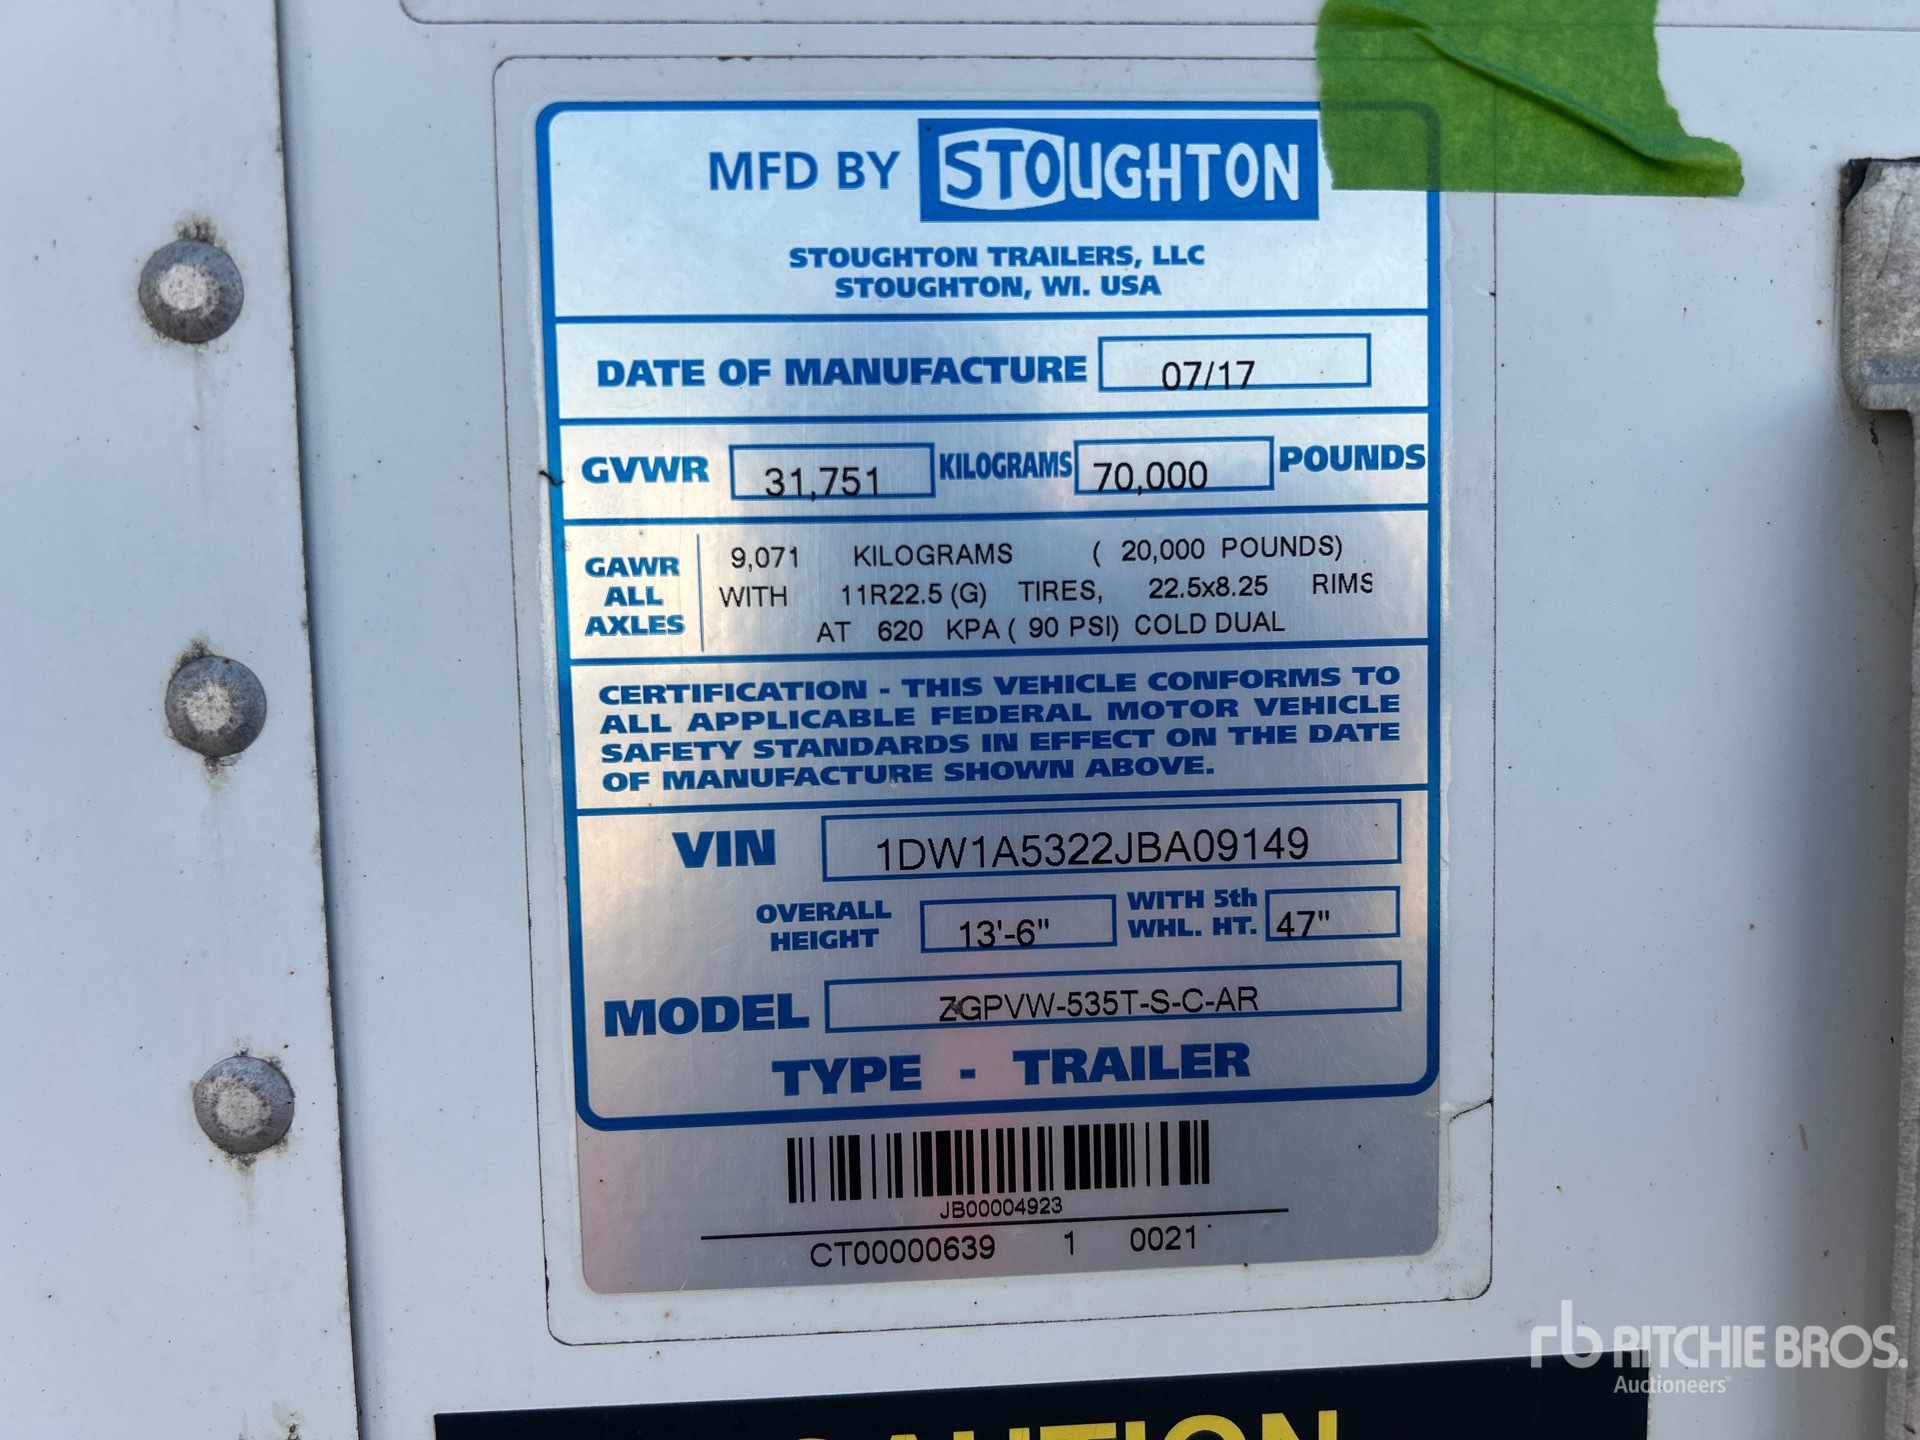 MFD BY STOUGHTON
STOUGHTON TRAILERS, LLC
STOUGHTON, WI. USA
DATE OF MANUFACTURE 07/17
GVWR 31,751 KILOGRAMS 70,000 POUNDS
GAWR ALL AXLES
9,071 KILOGRAMS ( 20,000 POUNDS)
WITH 11R22.5 (G) TIRES, 22.5x8.25 RIMS
AT 620 KPA ( 90 PSI) COLD DUAL
CERTIFICATION - THIS VEHICLE CONFORMS TO
ALL APPLICABLE FEDERAL MOTOR VEHICLE
SAFETY STANDARDS IN EFFECT ON THE DATE
OF MANUFACTURE SHOWN ABOVE.
VIN 1DW1A5322JBA09149
OVERALL HEIGHT 13'-6" WITH 5th WHL. HT. 47"
MODEL ZGPVW-535T-S-C-AR
TYPE - TRAILER
JB00004923
CT00000639 1 0021
rb RITCHIE BROS.
Auctioneers
CAUTION